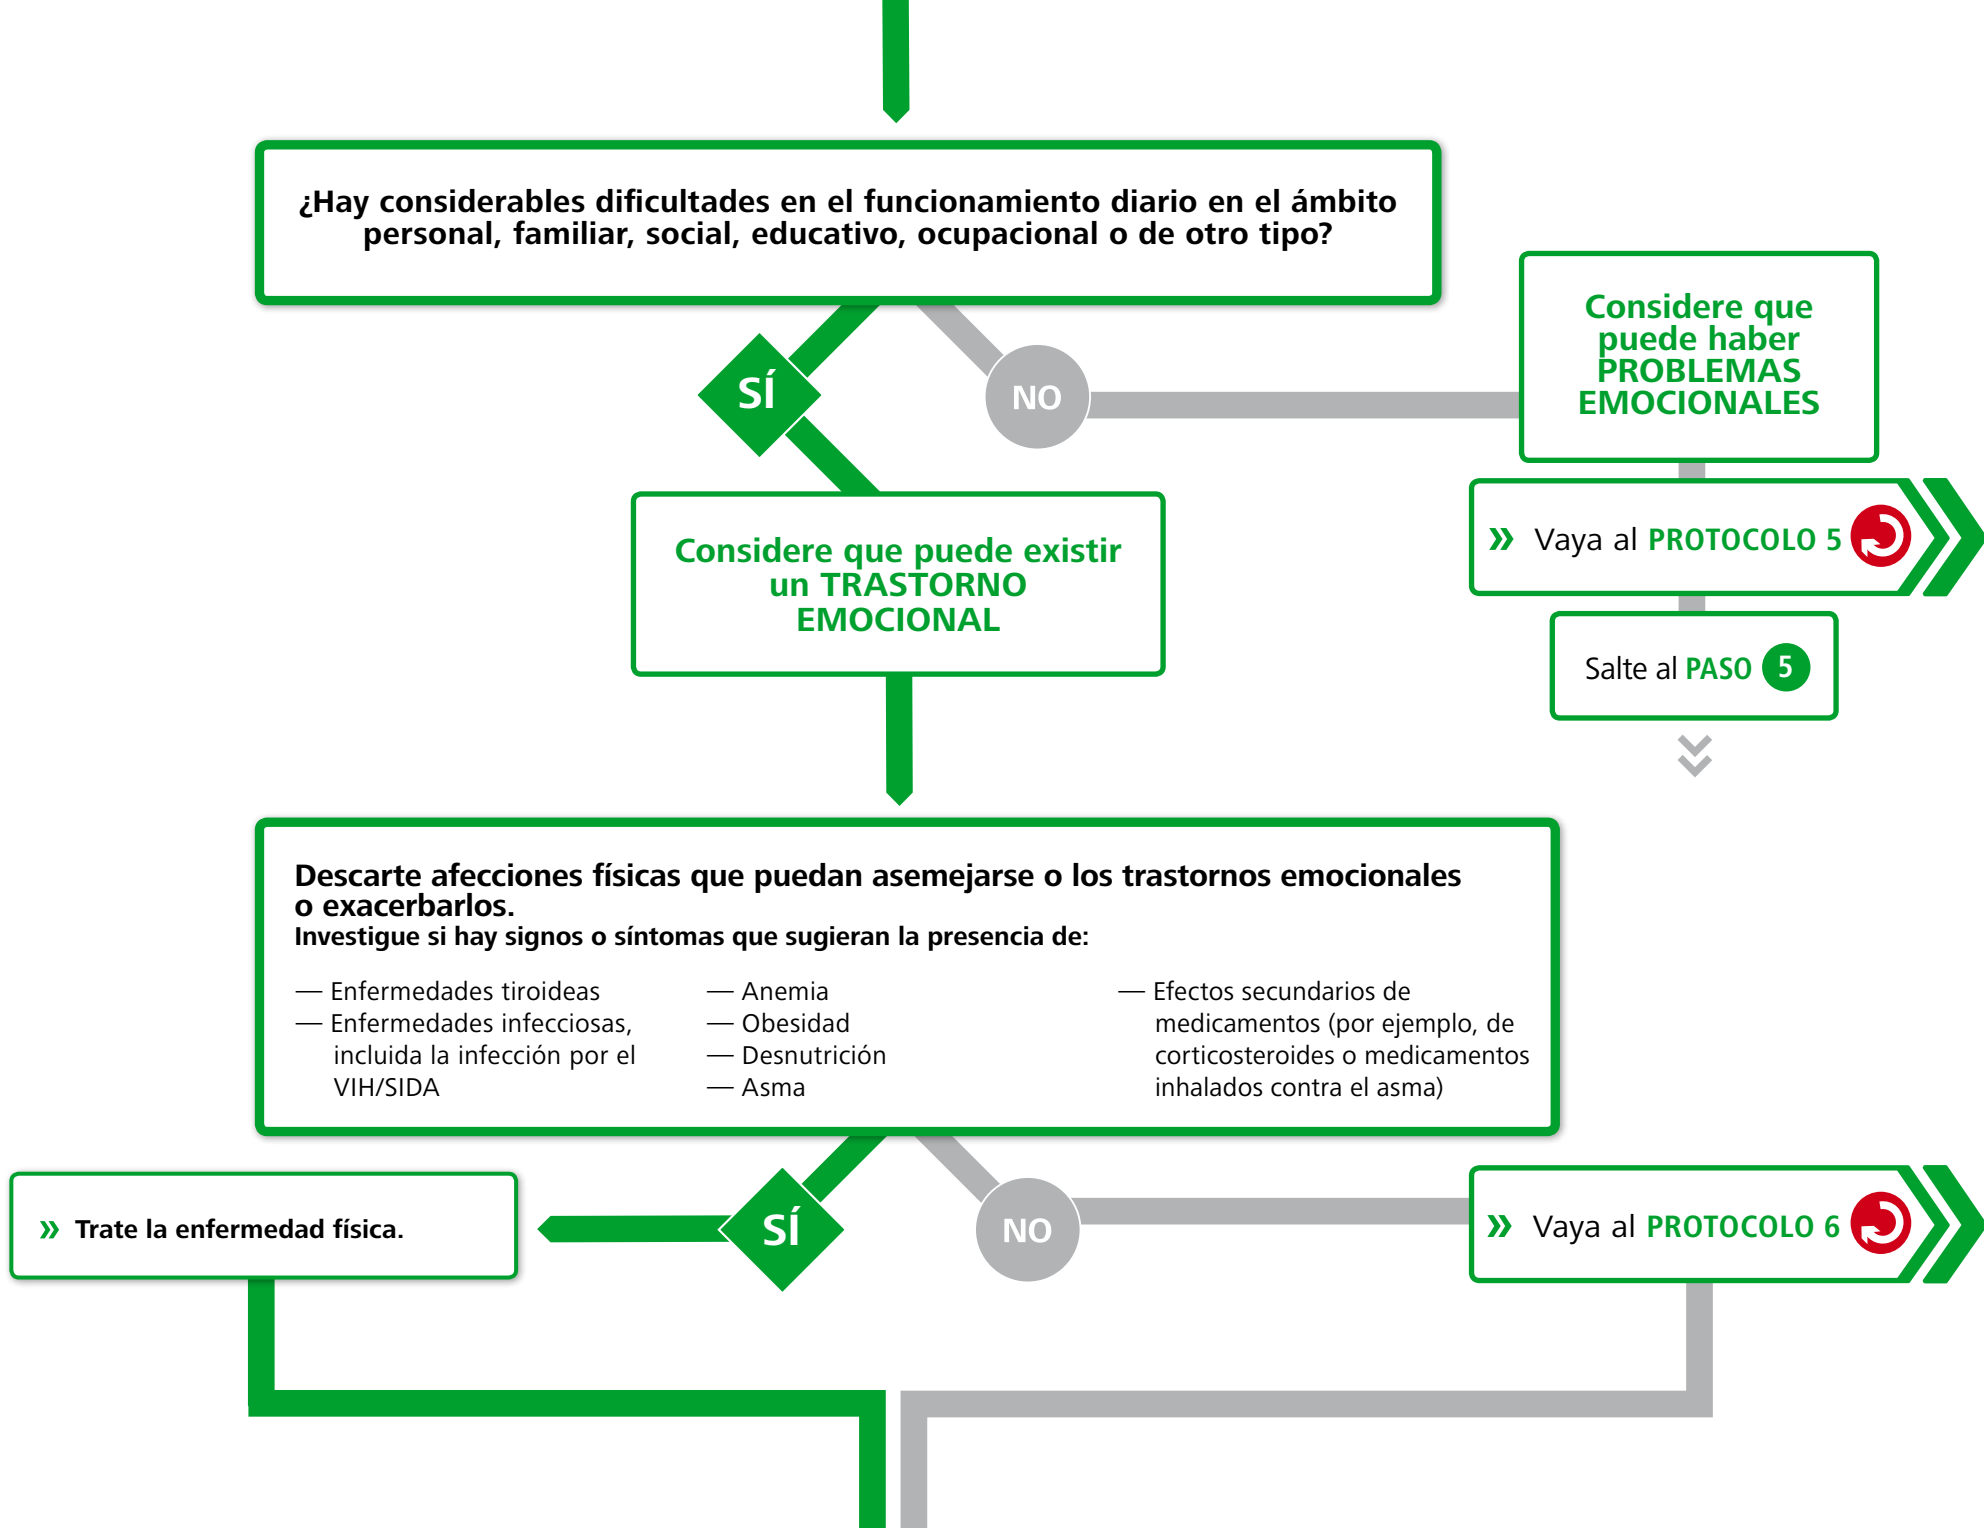 ¿Hay considerables dificultades en el funcionamiento diario en el ámbito
personal, familiar, social, educativo, ocupacional o de otro tipo?
SÍ
NO
Considere que
puede haber
PROBLEMAS
EMOCIONALES
» Vaya al PROTOCOLO 5
Salte al PASO 5
Considere que puede existir
un TRASTORNO
EMOCIONAL
Descarte afecciones físicas que puedan asemejarse o los trastornos emocionales
o exacerbarlos.
Investigue si hay signos o síntomas que sugieran la presencia de:
— Enfermedades tiroideas
— Enfermedades infecciosas,
incluida la infección por el
VIH/SIDA
— Anemia
— Obesidad
— Desnutrición
— Asma
— Efectos secundarios de
medicamentos (por ejemplo, de
corticosteroides o medicamentos
inhalados contra el asma)
SÍ
NO
» Trate la enfermedad física.
» Vaya al PROTOCOLO 6